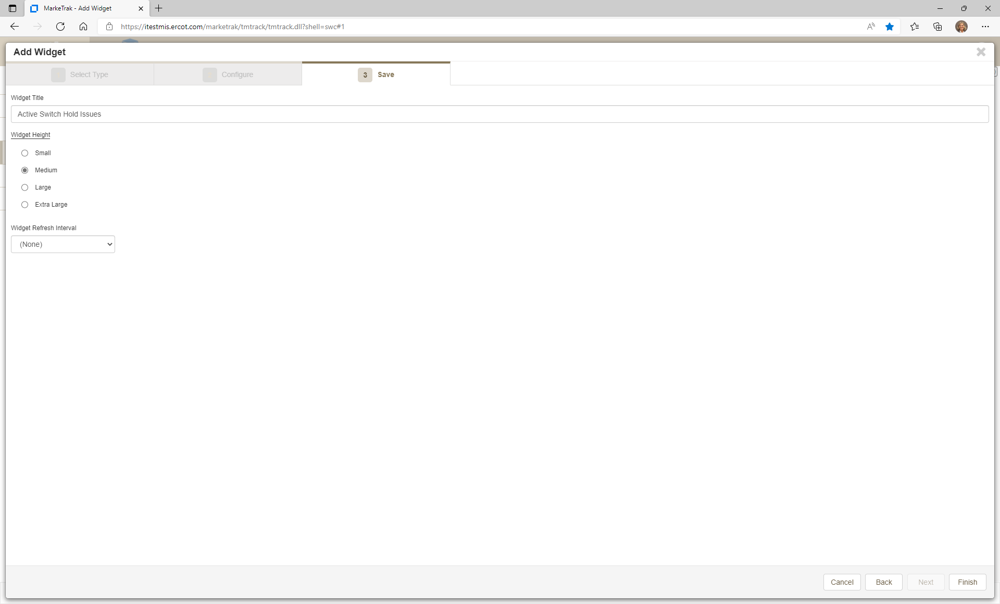 MarkeTrak - Add Widget
https://itestmis.ercot.com/marketrak/tmtrack/tmtrack.dll?shell=swc#1
Add Widget
Select Type
Configure
3 Save
Widget Title
Active Switch Hold Issues
Widget Height
Small
Medium
Large
Extra Large
Widget Refresh Interval
(None)
Cancel
Back
Next
Finish